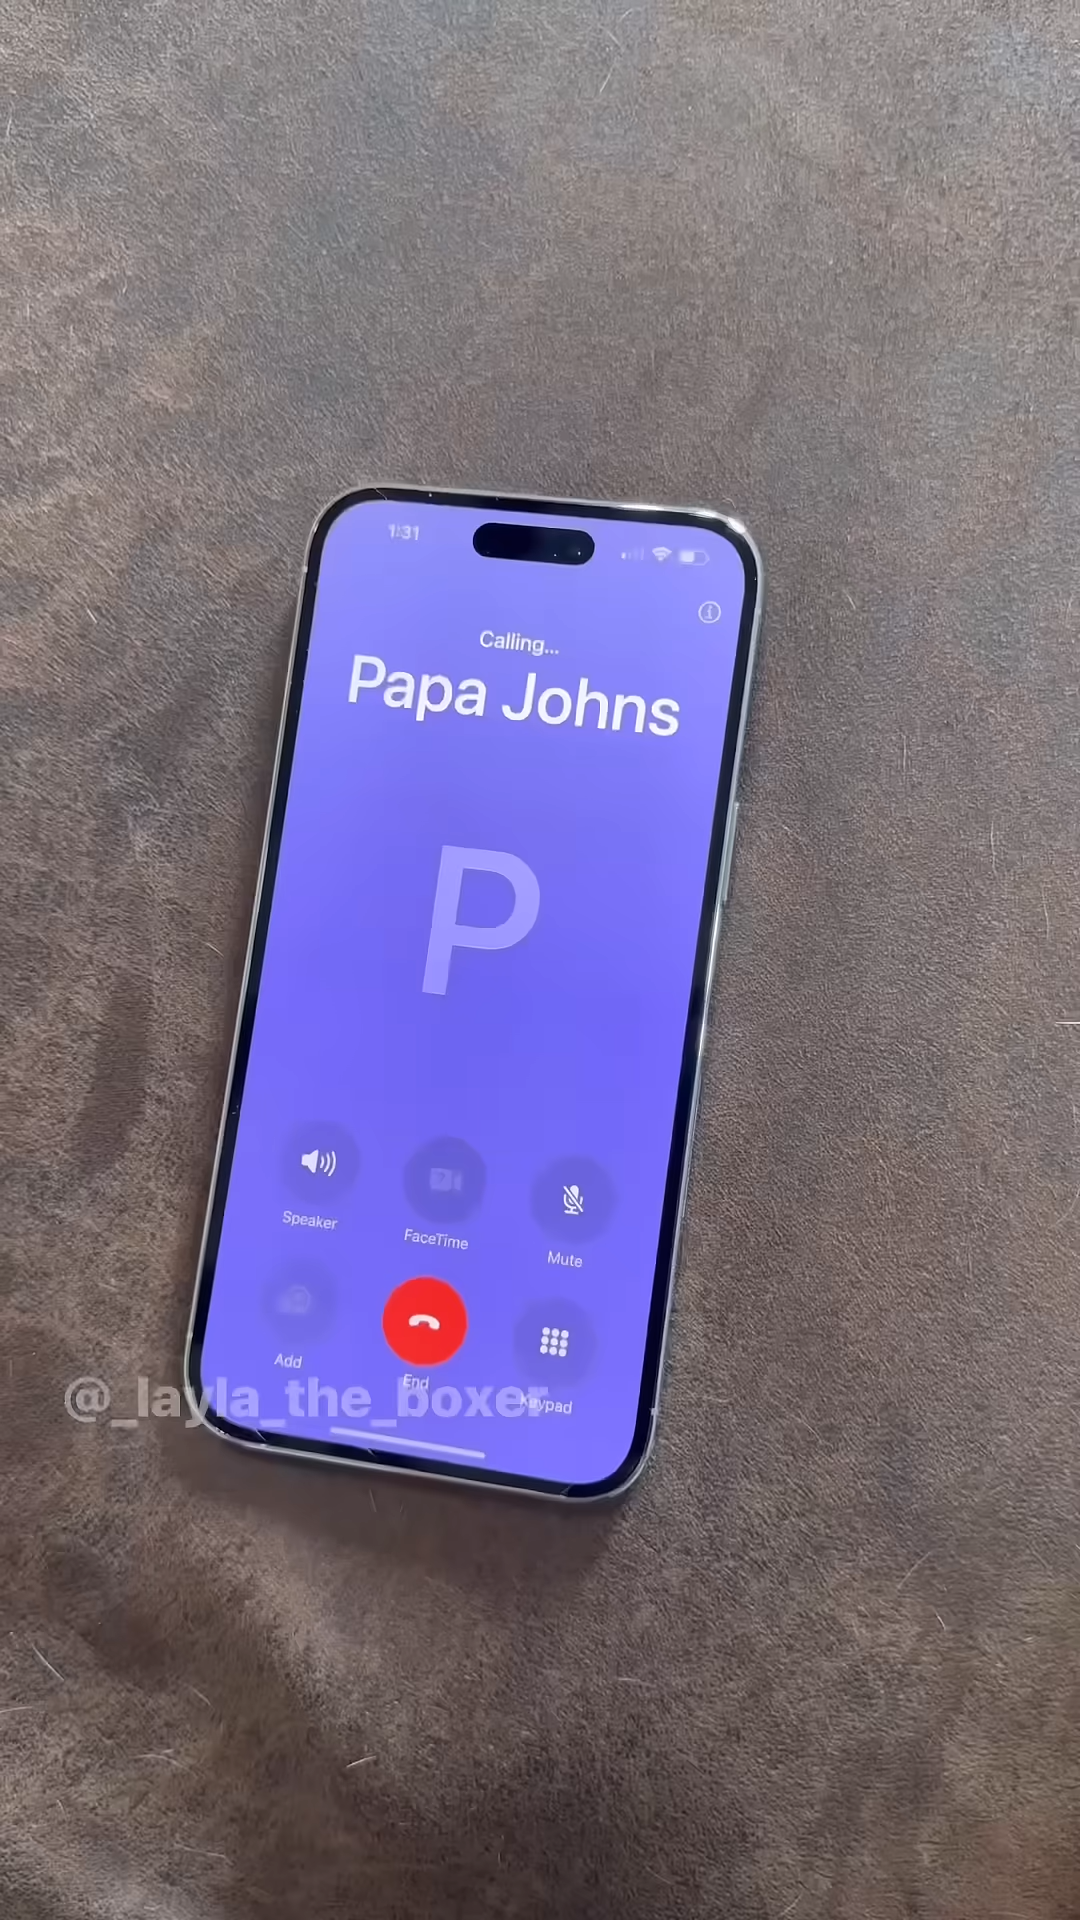 1:31
Calling...
Papa Johns
P
Speaker
FaceTime
Mute
Add
End
Keypad
@_layla_the_boxer